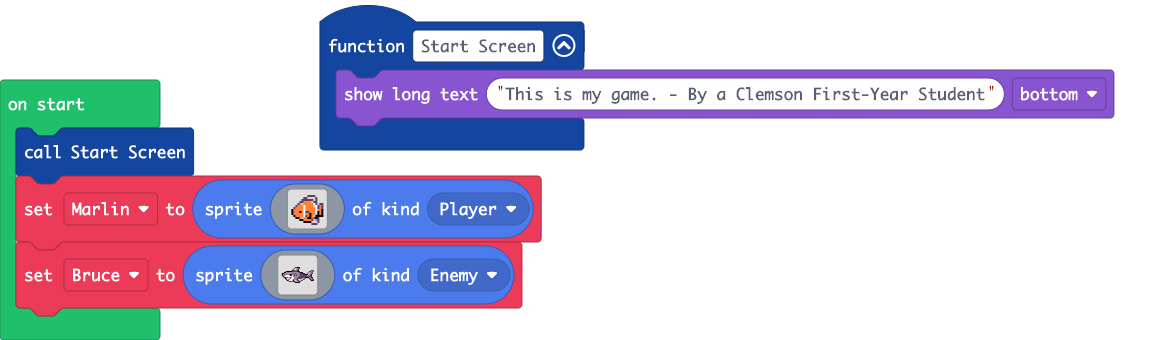 function Start Screen
show long text "This is my game. - By a Clemson First-Year Student" bottom
on start
call Start Screen
set Marlin to sprite of kind Player
set Bruce to sprite of kind Enemy